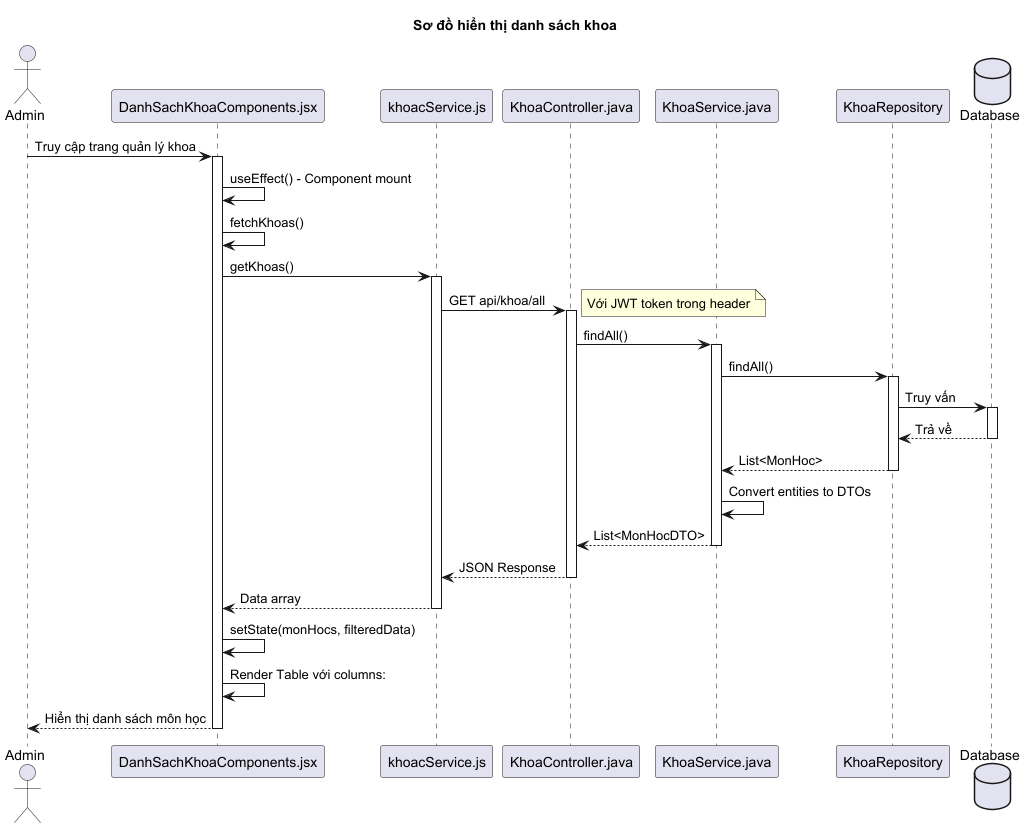 Sơ đồ hiển thị danh sách khoa
Admin
DanhSachKhoaComponents.jsx
khoacService.js
KhoaController.java
KhoaService.java
KhoaRepository
Database
Truy cập trang quản lý khoa
useEffect() - Component mount
fetchKhoas()
getKhoas()
GET api/khoa/all
Với JWT token trong header
findAll()
findAll()
Truy vấn
Trả về
List<MonHoc>
Convert entities to DTOs
List<MonHocDTO>
JSON Response
Data array
setState(monHocs, filteredData)
Render Table với columns:
Hiển thị danh sách môn học
Admin
DanhSachKhoaComponents.jsx
khoacService.js
KhoaController.java
KhoaService.java
KhoaRepository
Database